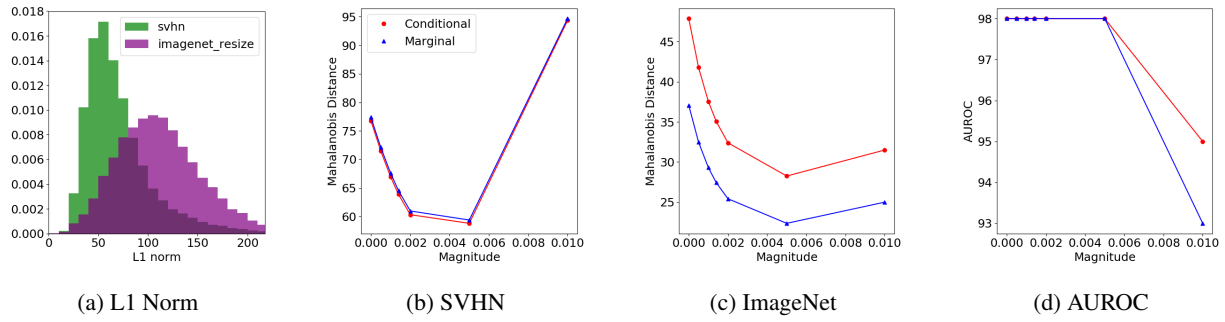 0.018
0.016
0.014
0.012
0.010
0.008
0.006
0.004
0.002
0.000
0 50 100 150 200
L1 norm
svhn
imagenet_resize
(a) L1 Norm
Mahalanobis Distance
95
90
85
80
75
70
65
60
0.000 0.002 0.004 0.006 0.008 0.010
Magnitude
Conditional
Marginal
(b) SVHN
Mahalanobis Distance
45
40
35
30
25
0.000 0.002 0.004 0.006 0.008 0.010
Magnitude
(c) ImageNet
AUROC
98
97
96
95
94
93
0.000 0.002 0.004 0.006 0.008 0.010
Magnitude
(d) AUROC